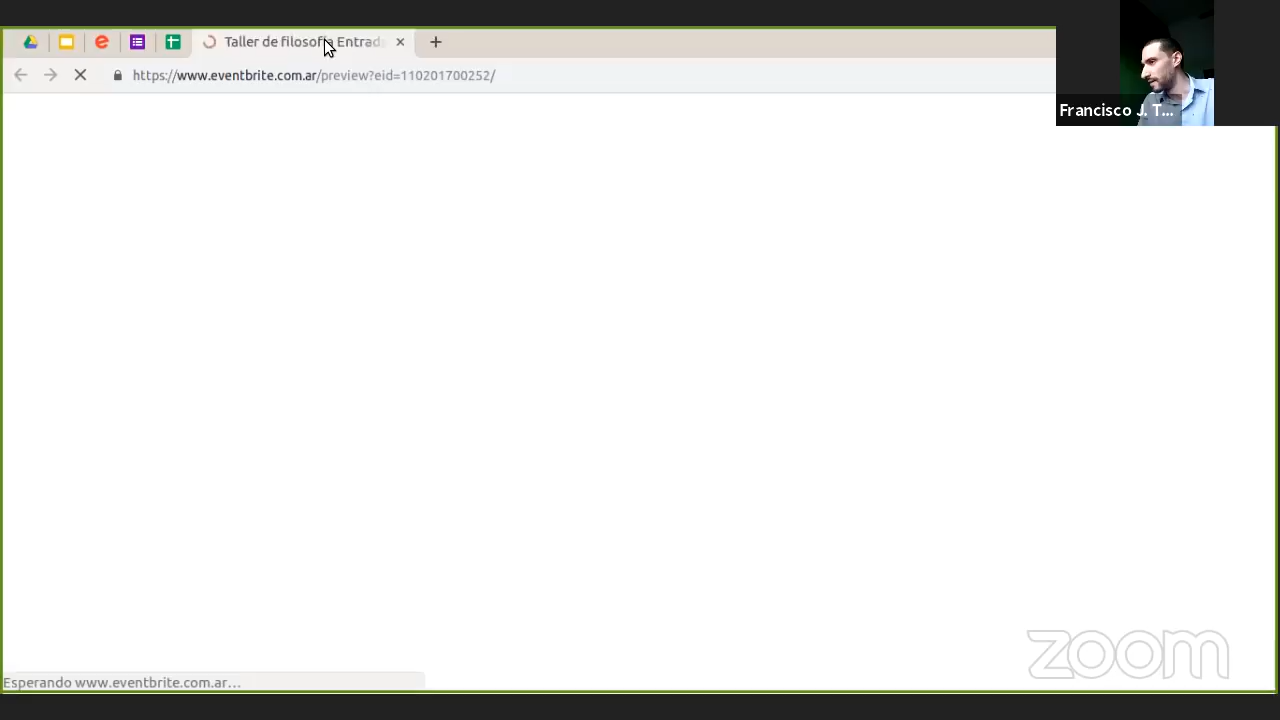 Taller de filosofía Entrad
https://www.eventbrite.com.ar/preview?eid=110201700252/
Francisco J. T...
zoom
Esperando www.eventbrite.com.ar...